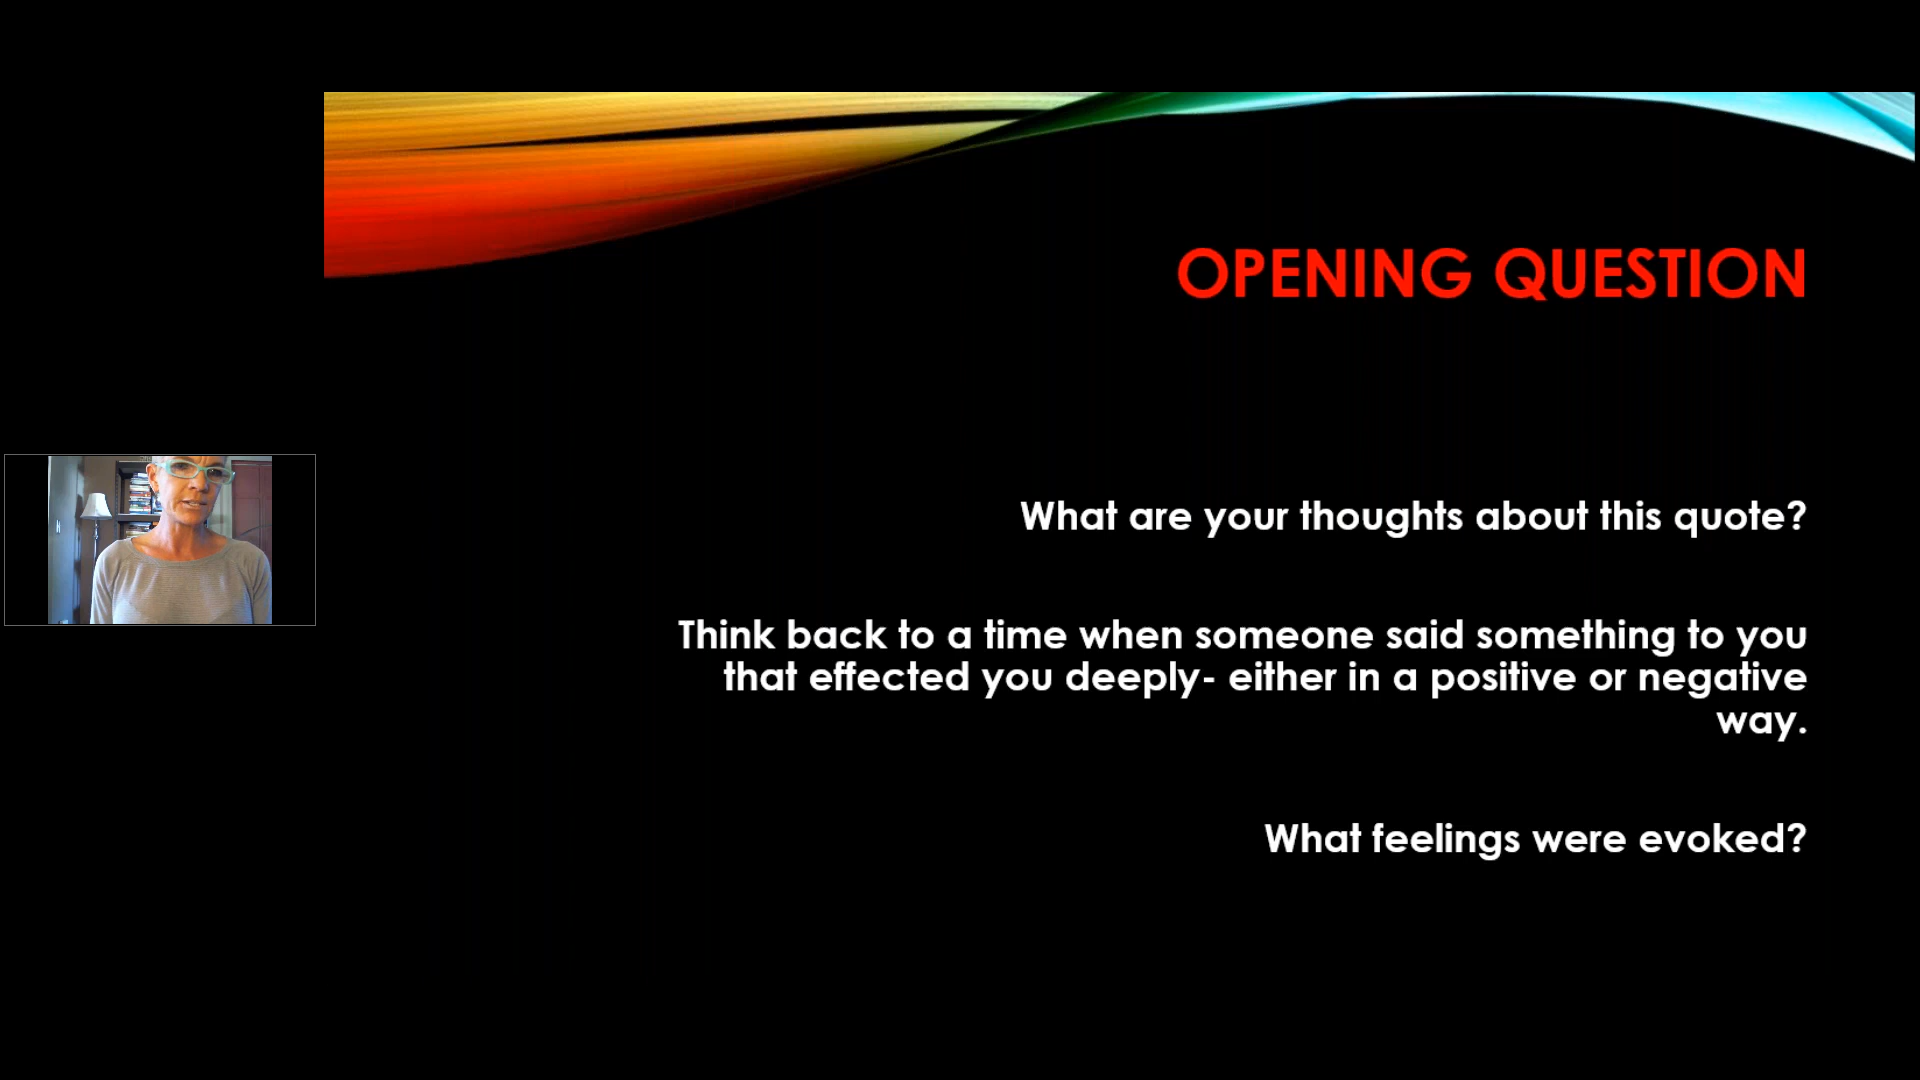 OPENING QUESTION
What are your thoughts about this quote?
Think back to a time when someone said something to you
that effected you deeply- either in a positive or negative
way.
What feelings were evoked?